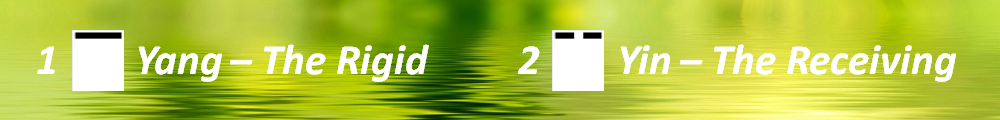 1 Yang – The Rigid 2 Yin – The Receiving